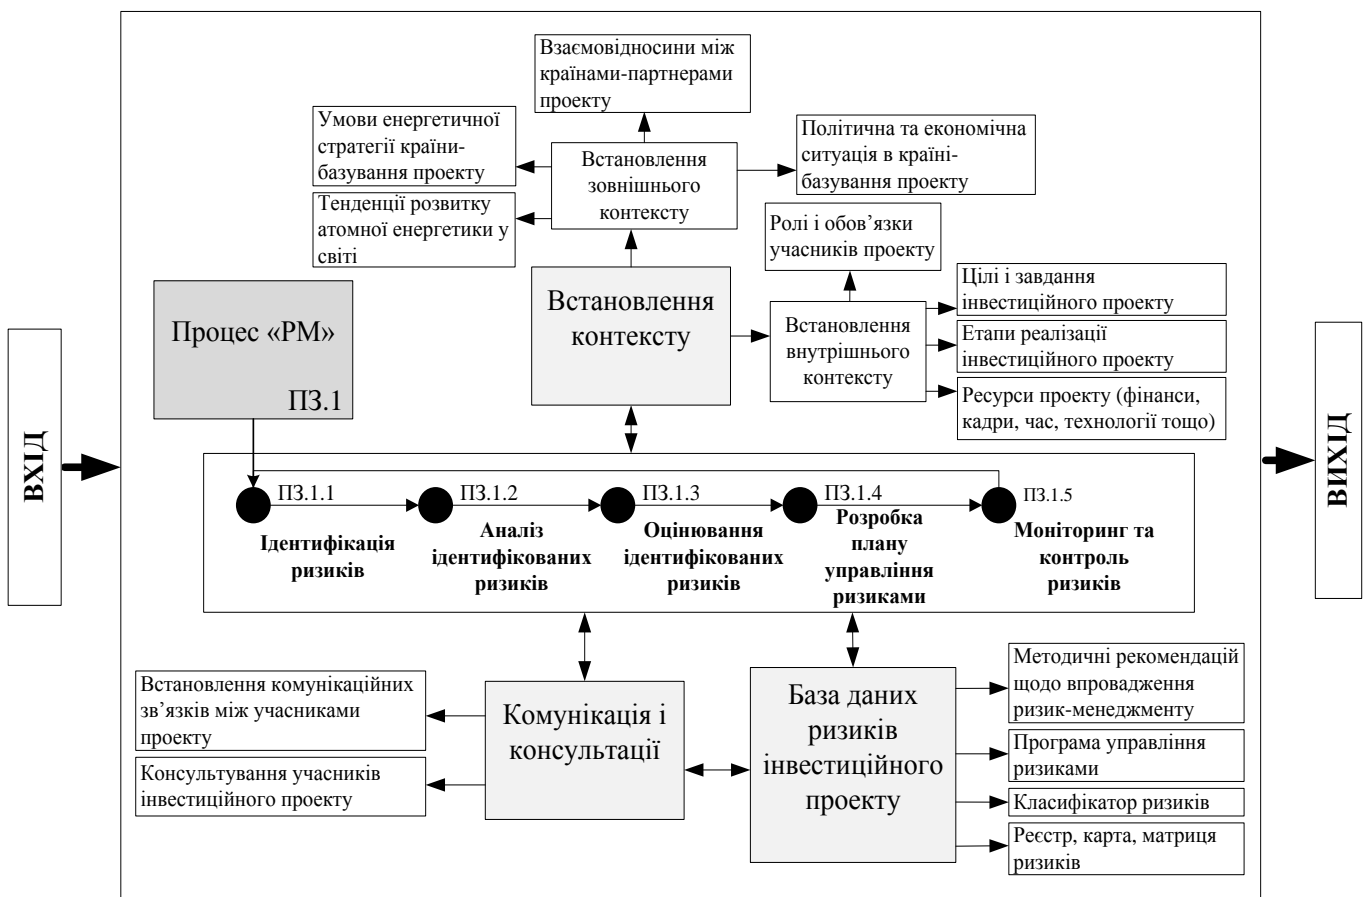 Взаємовідносини між
країнами-партнерами
проекту
Умови енергетичної
стратегії країни-
базування проекту
Встановлення
зовнішнього
контексту
Політична та економічна
ситуація в країні-
базування проекту
Тенденції розвитку
атомної енергетики у
світі
Ролі і обов’язки
учасників проекту
Встановлення
контексту
Цілі і завдання
інвестиційного проекту
Процес «РМ»
ПЗ.1
Встановлення
внутрішнього
контексту
Етапи реалізації
інвестиційного проекту
Ресурси проекту (фінанси,
кадри, час, технології тощо)
ВХІД
ВИХІД
ПЗ.1.1
ПЗ.1.2
ПЗ.1.3
ПЗ.1.4
ПЗ.1.5
Ідентифікація
ризиків
Аналіз
ідентифікованих
ризиків
Оцінювання
ідентифікованих
ризиків
Розробка
плану
управління
ризиками
Моніторинг та
контроль
ризиків
Встановлення комунікаційних
зв’язків між учасниками
проекту
Консультування учасників
інвестиційного проекту
Комунікація і
консультації
База даних
ризиків
інвестиційного
проекту
Методичні рекомендацій
щодо впровадження
ризик-менеджменту
Програма управління
ризиками
Класифікатор ризиків
Реєстр, карта, матриця
ризиків